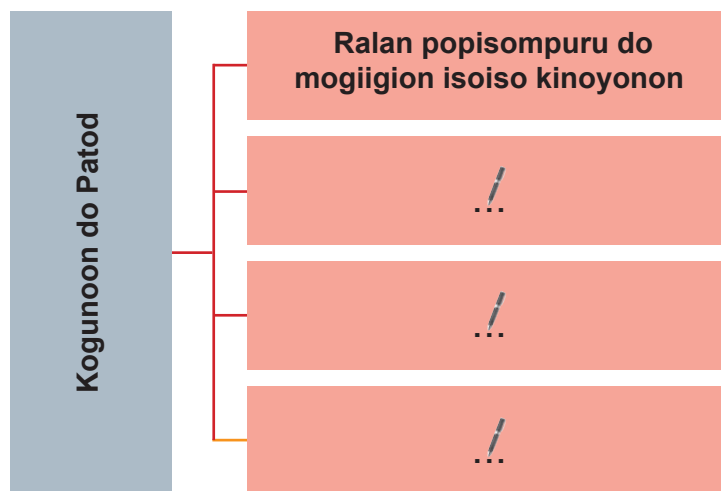 Kogunoon do Patod
Ralan popisompuru do
mogiigion isoiso kinoyonon
...
...
...